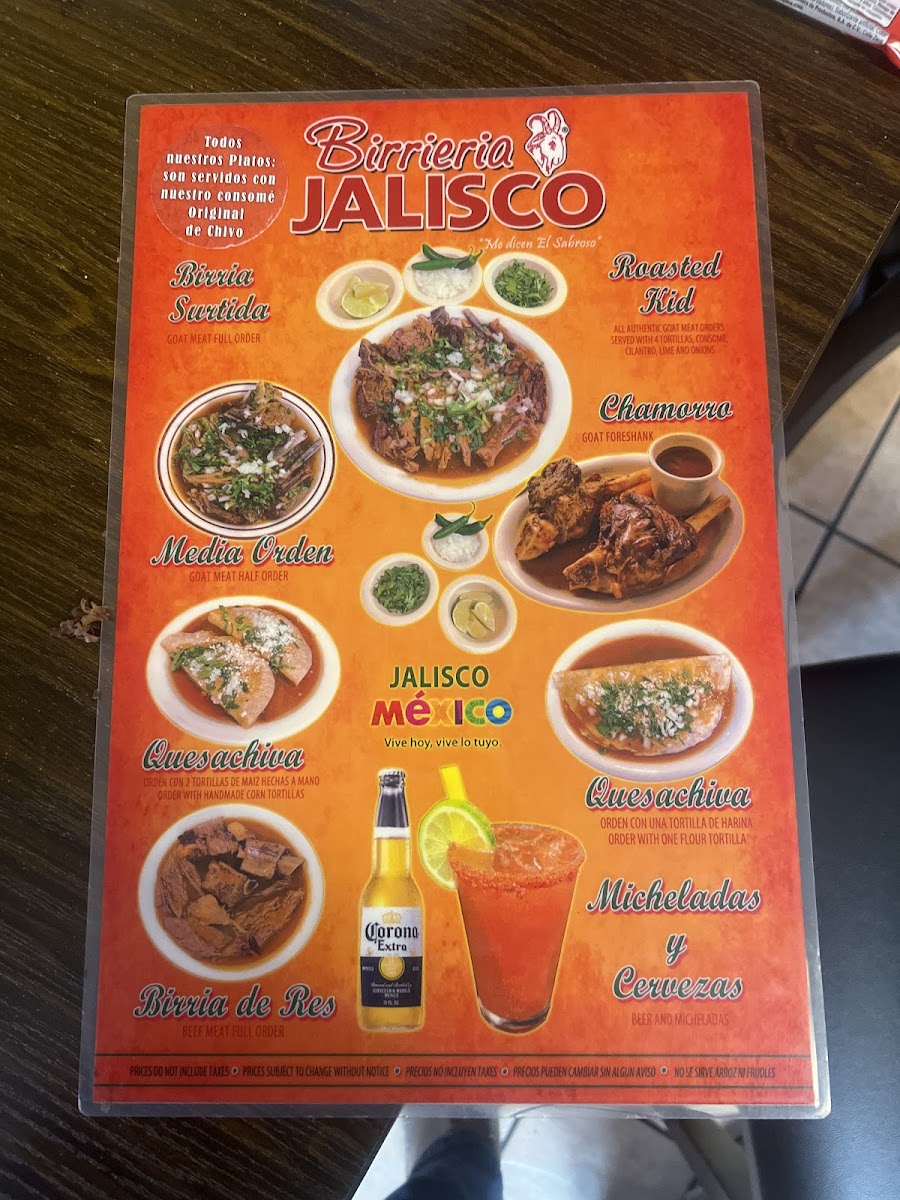 Todos
nuestros Platos:
son servidos con
nuestro consomé
Original
de Chivo
Birrieria
JALISCO
"Me dicen El Sabroso"
Birria
Surtida
GOAT MEAT FULL ORDER
Roasted
Kid
ALL AUTHENTIC GOAT MEAT ORDERS
SERVED WITH 4 TORTILLAS, CONSOME,
CILANTRO, LIME AND ONIONS
Chamorro
GOAT FORESHANK
Media Orden
GOAT MEAT HALF ORDER
JALISCO
MéXICO
Vive hoy, vive lo tuyo.
Quesachiva
ORDEN CON 2 TORTILLAS DE MAIZ HECHAS A MANO
ORDER WITH HANDMADE CORN TORTILLAS
Quesachiva
ORDEN CON UNA TORTILLA DE HARINA
ORDER WITH ONE FLOUR TORTILLA
Corona
Extra
Micheladas
y
Cervezas
BEER AND MICHELADAS
Birria de Res
BEEF MEAT FULL ORDER
PRICES DO NOT INCLUDE TAXES • PRICES SUBJECT TO CHANGE WITHOUT NOTICE • PRECIOS NO INCLUYEN TAXES • PRECIOS PUEDEN CAMBIAR SIN ALGUN AVISO • NO SE SIRVE ARROZ NI FRIJOLES